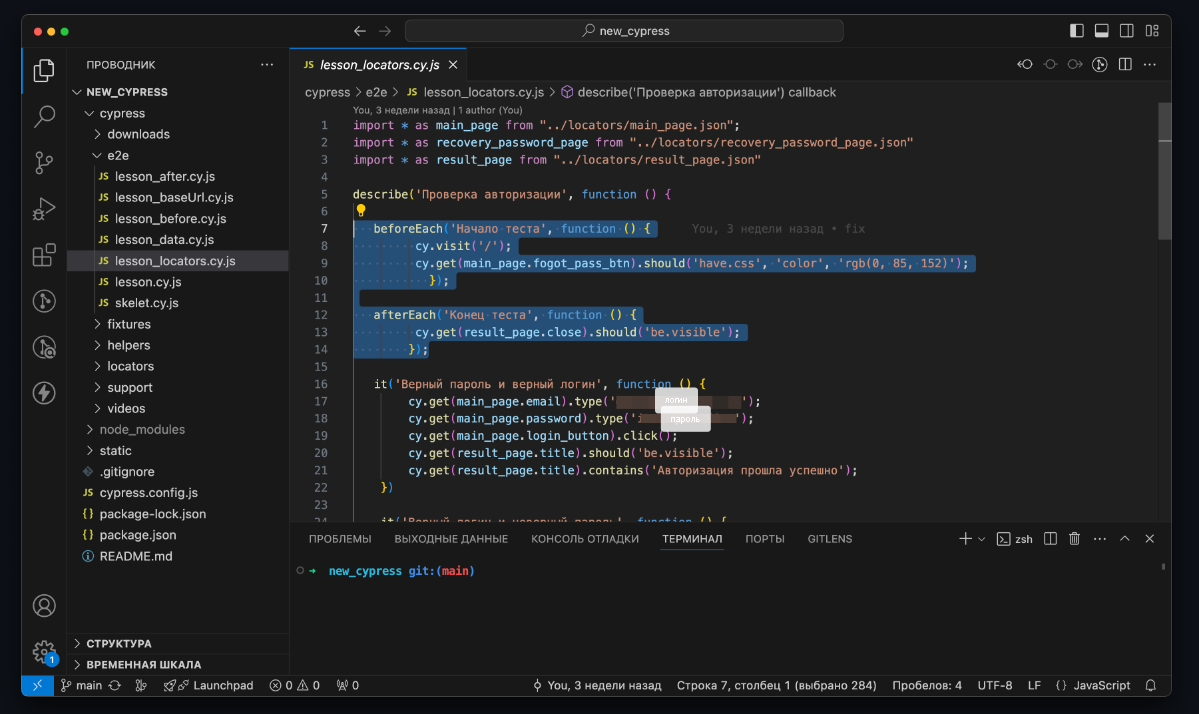 new_cypress
ПРОВОДНИК
NEW_CYPRESS
cypress
downloads
e2e
JS lesson_after.cy.js
JS lesson_baseUrl.cy.js
JS lesson_before.cy.js
JS lesson_data.cy.js
JS lesson_locators.cy.js
JS lesson.cy.js
JS skelet.cy.js
fixtures
helpers
locators
support
videos
node_modules
static
.gitignore
JS cypress.config.js
{} package-lock.json
{} package.json
README.md
СТРУКТУРА
ВРЕМЕННАЯ ШКАЛА
1
JS lesson_locators.cy.js
cypress > e2e > JS lesson_locators.cy.js > describe('Проверка авторизации') callback
You, 3 недели назад | 1 author (You)
1 import * as main_page from "../locators/main_page.json";
2 import * as recovery_password_page from "../locators/recovery_password_page.json"
3 import * as result_page from "../locators/result_page.json"
4
5 describe('Проверка авторизации', function () {
6
7 beforeEach('Начало теста', function () { You, 3 недели назад • fix
8 cy.visit('/');
9 cy.get(main_page.fogot_pass_btn).should('have.css', 'color', 'rgb(0, 85, 152)');
10 });
11
12 afterEach('Конец теста', function () {
13 cy.get(result_page.close).should('be.visible');
14 });
15
16 it('Верный пароль и верный логин', function () {
17 cy.get(main_page.email).type(' логин ');
18 cy.get(main_page.password).type('i пароль ');
19 cy.get(main_page.login_button).click();
20 cy.get(result_page.title).should('be.visible');
21 cy.get(result_page.title).contains('Авторизация прошла успешно');
22 })
23
24 it('Верный логин и неверный пароль', function () {
ПРОБЛЕМЫ ВЫХОДНЫЕ ДАННЫЕ КОНСОЛЬ ОТЛАДКИ ТЕРМИНАЛ ПОРТЫ GITLENS zsh
new_cypress git:(main)
main Launchpad 0 0 0 You, 3 недели назад Строка 7, столбец 1 (выбрано 284) Пробелов: 4 UTF-8 LF {} JavaScript